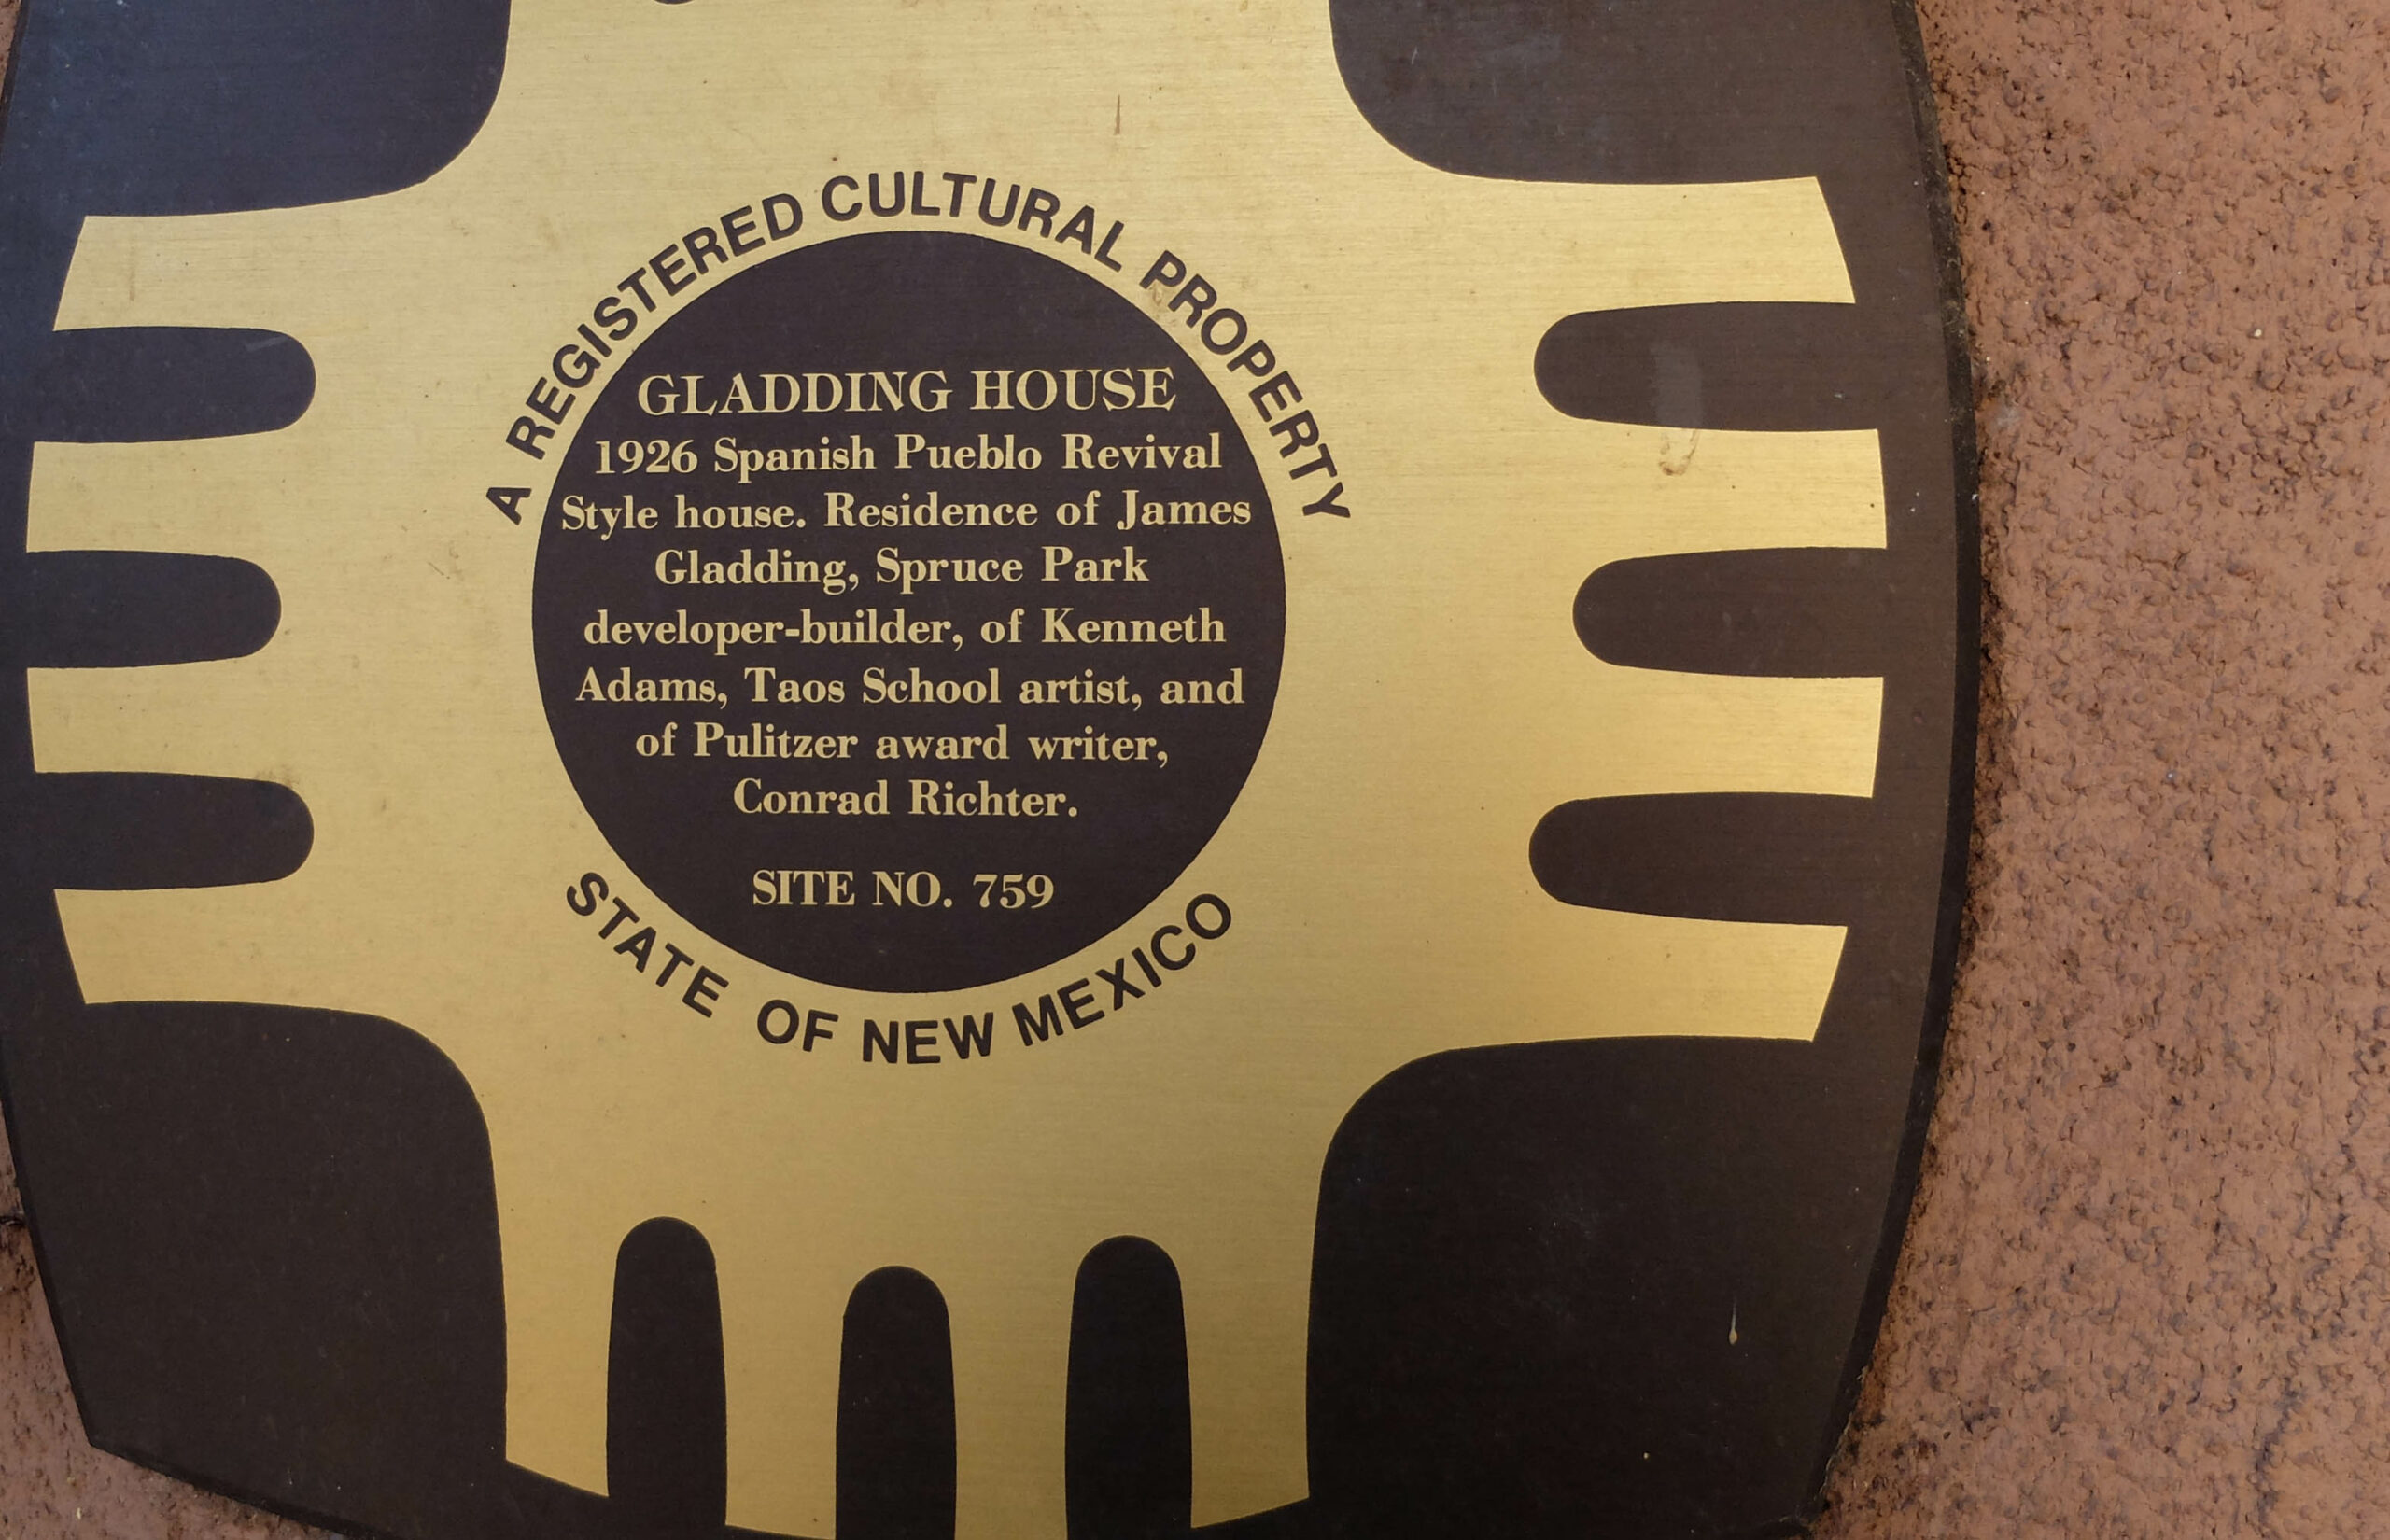 A REGISTERED CULTURAL PROPERTY
GLADDING HOUSE
1926 Spanish Pueblo Revival
Style house. Residence of James
Gladding, Spruce Park
developer-builder, of Kenneth
Adams, Taos School artist, and
of Pulitzer award writer,
Conrad Richter.
SITE NO. 759
STATE OF NEW MEXICO